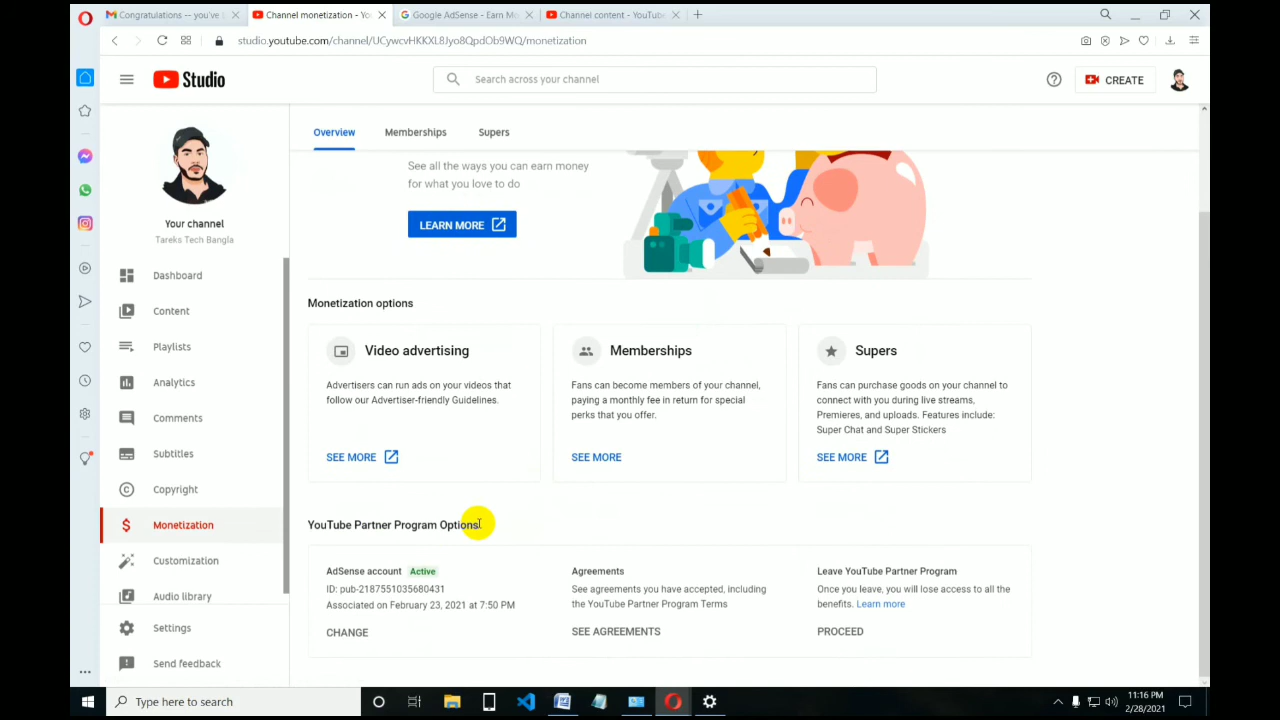 Congratulations -- you've
Channel monetization - Yo
Google AdSense - Earn Mo
Channel content - YouTube
studio.youtube.com/channel/UCywcvHKKXL8Jyo8QpdOb9WQ/monetization
Studio
Search across your channel
CREATE
Your channel
Tareks Tech Bangla
Dashboard
Content
Playlists
Analytics
Comments
Subtitles
Copyright
Monetization
Customization
Audio library
Settings
Send feedback
Overview
Memberships
Supers
See all the ways you can earn money
for what you love to do
LEARN MORE
Monetization options
Video advertising
Advertisers can run ads on your videos that
follow our Advertiser-friendly Guidelines.
SEE MORE
Memberships
Fans can become members of your channel,
paying a monthly fee in return for special
perks that you offer.
SEE MORE
Supers
Fans can purchase goods on your channel to
connect with you during live streams,
Premieres, and uploads. Features include:
Super Chat and Super Stickers
SEE MORE
YouTube Partner Program Options
AdSense account Active
ID: pub-2187551035680431
Associated on February 23, 2021 at 7:50 PM
CHANGE
Agreements
See agreements you have accepted, including
the YouTube Partner Program Terms
SEE AGREEMENTS
Leave YouTube Partner Program
Once you leave, you will lose access to all the
benefits. Learn more
PROCEED
Type here to search
11:16 PM
2/28/2021